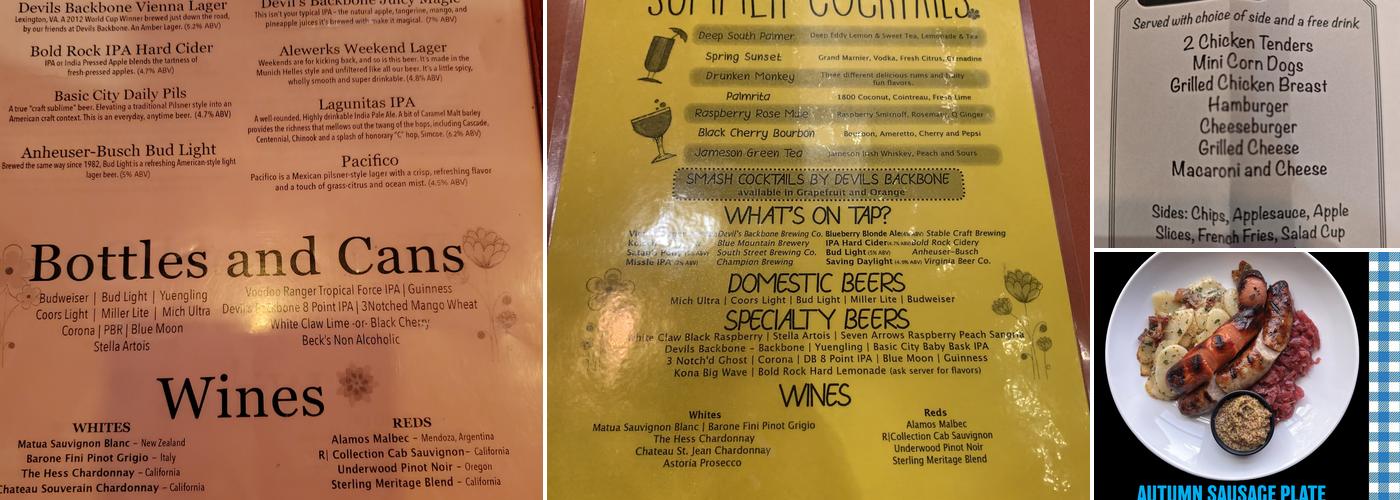 Devils Backbone Vienna Lager
Lexington, VA. A 2012 World Cup Winner brewed just down the road,
by our friends at Devils Backbone. An Amber Lager. (5.2% ABV)
Bold Rock IPA Hard Cider
IPA or India Pressed Apple blends the tartness of
fresh-pressed apples. (4.7% ABV)
Basic City Daily Pils
A true "craft sublime" beer. Elevating a traditional Pilsner style into an
American craft context. This is an everyday, anytime beer. (4.7% ABV)
Anheuser-Busch Bud Light
Brewed the same way since 1982, Bud Light is a refreshing American-style light
lager beer. (5% ABV)
Devils Backbone Juicy Magic
This isn't your typical IPA - the natural apple, tangerine, mango, and
pineapple juices it's brewed with make it magical. (7% ABV)
Alewerks Weekend Lager
Weekends are for kicking back, and so is this beer. It's made in the
Munich Helles style and unfiltered like all our beer. It's a little spicy,
wholly smooth and super drinkable. (4.8% ABV)
Lagunitas IPA
A well-rounded, Highly drinkable India Pale Ale. A bit of Caramel Malt barley
provides the richness that mellows out the twang of the hops, including Cascade,
Centennial, Chinook and a splash of honorary "C" hop, Simcoe. (6.2% ABV)
Pacifico
Pacifico is a Mexican pilsner-style lager with a crisp, refreshing flavor
and a touch of grass-citrus and ocean mist. (4.5% ABV)
Bottles and Cans
Budweiser | Bud Light | Yuengling
Coors Light | Miller Lite | Mich Ultra
Corona | PBR | Blue Moon
Stella Artois
Voodoo Ranger Tropical Force IPA | Guinness
Devils Backbone 8 Point IPA | 3Notched Mango Wheat
White Claw Lime -or- Black Cherry
Beck's Non Alcoholic
Wines
WHITES
Matua Sauvignon Blanc - New Zealand
Barone Fini Pinot Grigio - Italy
The Hess Chardonnay - California
Chateau Souverain Chardonnay - California
REDS
Alamos Malbec - Mendoza, Argentina
R| Collection Cab Sauvignon- California
Underwood Pinot Noir - Oregon
Sterling Meritage Blend - California
SUMMER COCKTAILS
Deep South Palmer Deep Eddy Lemon & Sweet Tea, Lemonade & Tea
Spring Sunset Grand Marnier, Vodka, Fresh Citrus, Grenadine
Drunken Monkey Three different delicious rums and fruity
fun flavors.
Palmrita 1800 Coconut, Cointreau, Fresh Lime
Raspberry Rose Mule Raspberry Smirnoff, Rosemary, Q Ginger
Black Cherry Bourbon Bourbon, Ameretto, Cherry and Pepsi
Jameson Green Tea Jameson Irish Whiskey, Peach and Sours
SMASH COCKTAILS BY DEVILS BACKBONE
available in Grapefruit and Orange
WHAT'S ON TAP?
Devil's Backbone Brewing Co. Blueberry Blonde Ale Stable Craft Brewing
Blue Mountain Brewery IPA Hard Cider Bold Rock Cidery
South Street Brewing Co. Bud Light (5% ABV) Anheuser-Busch
Missle IPA Champion Brewing Saving Daylight (4.9% ABV) Virginia Beer Co.
DOMESTIC BEERS
Mich Ultra | Coors Light | Bud Light | Miller Lite | Budweiser
SPECIALTY BEERS
White Claw Black Raspberry | Stella Artois | Seven Arrows Raspberry Peach Sangria
Devils Backbone - Backbone | Yuengling | Basic City Baby Bask IPA
3 Notch'd Ghost | Corona | DB 8 Point IPA | Blue Moon | Guinness
Kona Big Wave | Bold Rock Hard Lemonade (ask server for flavors)
WINES
Whites
Matua Sauvignon Blanc | Barone Fini Pinot Grigio
The Hess Chardonnay
Chateau St. Jean Chardonnay
Astoria Prosecco
Reds
Alamos Malbec
R|Collection Cab Sauvignon
Underwood Pinot Noir
Sterling Meritage Blend
Served with choice of side and a free drink
2 Chicken Tenders
Mini Corn Dogs
Grilled Chicken Breast
Hamburger
Cheeseburger
Grilled Cheese
Macaroni and Cheese
Sides: Chips, Applesauce, Apple
Slices, French Fries, Salad Cup
AUTUMN SAUSAGE PLATE